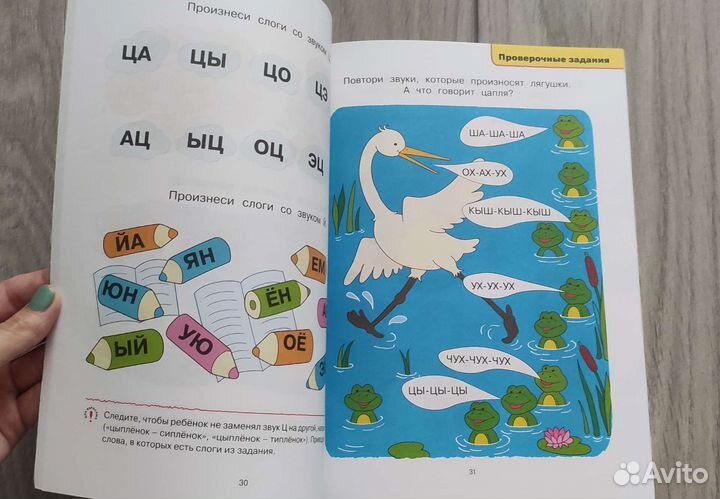 Произнеси слоги со звуком
ЦА ЦЫ ЦО ЦЭ
АЦ ЫЦ ОЦ ЭЦ
Произнеси слоги со звуком Й
ЙА ЯН ЕМ
ЮН ЁН
ЫЙ УЮ ОЁ
Следите, чтобы ребёнок не заменял звук Ц на другой,
(«цыплёнок – сиплёнок», «цыплёнок – типлёнок»).
слова, в которых есть слоги из задания.
30
Проверочные задания
Повтори звуки, которые произносят лягушки.
А что говорит цапля?
ША-ША-ША
ОХ-АХ-УХ
КЫШ-КЫШ-КЫШ
УХ-УХ-УХ
ЧУХ-ЧУХ-ЧУХ
ЦЫ-ЦЫ-ЦЫ
31
Avito